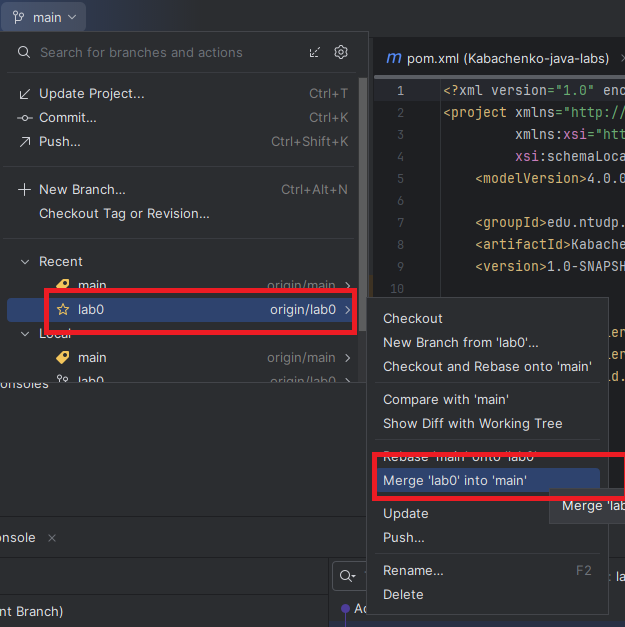 main
Search for branches and actions
Update Project... Ctrl+T
Commit... Ctrl+K
Push... Ctrl+Shift+K
New Branch... Ctrl+Alt+N
Checkout Tag or Revision...
Recent
main origin/main
lab0 origin/lab0
Local
main origin/main
lab0 origin/lab0
onsoles
onsole
nt Branch)
m pom.xml (Kabachenko-java-labs)
1 <?xml version="1.0" enc
2 <project xmlns="http:/
3 xmlns:xsi="htt
4 xsi:schemaLoca
5 <modelVersion>4.0.0
6
7 <groupId>edu.ntudp.
8 <artifactId>Kabache
9 <version>1.0-SNAPSH
10
Checkout
New Branch from 'lab0'...
Checkout and Rebase onto 'main'
Compare with 'main'
Show Diff with Working Tree
Rebase 'main' onto 'lab0'
Merge 'lab0' into 'main'
Merge 'lab
Update
Push...
Rename... F2
Delete